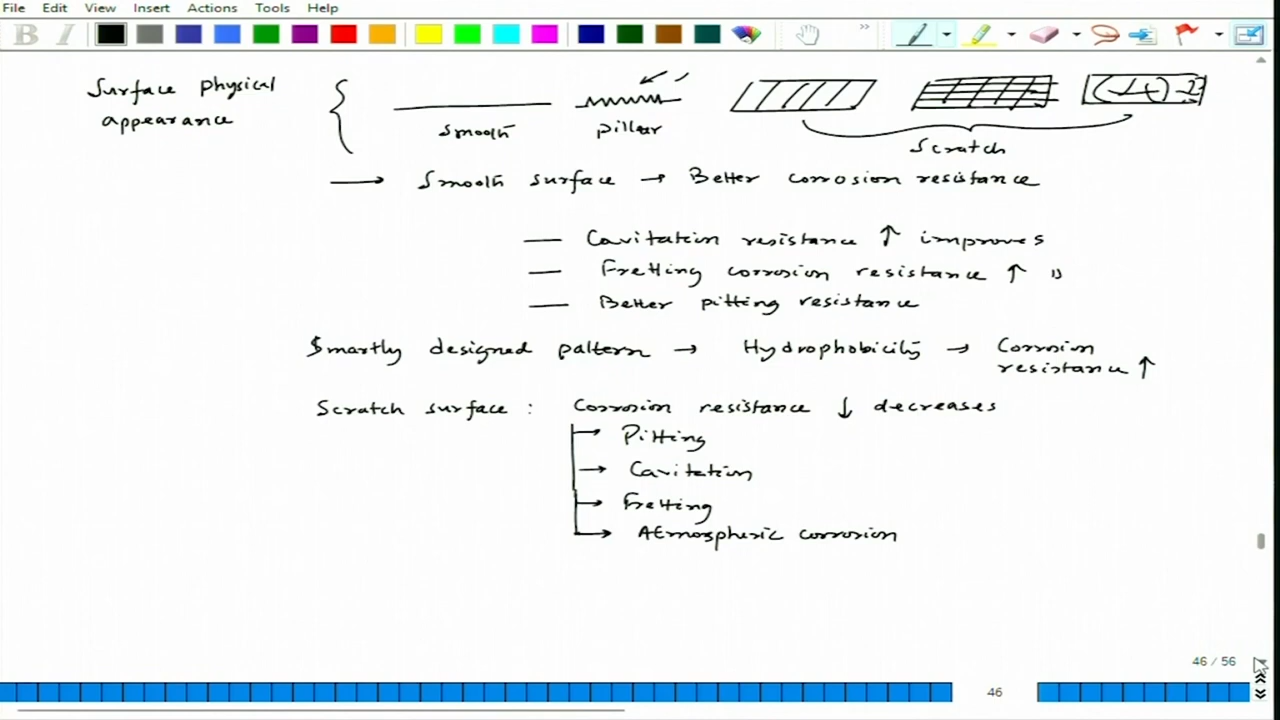 File Edit View Insert Actions Tools Help
Surface physical
appearance
smooth
pillar
Scratch
→ Smooth surface → Better corrosion resistance
— Cavitation resistance ↑ improves
— Fretting corrosion resistance ↑ "
— Better pitting resistance
Smartly designed pattern → Hydrophobicity → Corrosion
resistance ↑
Scratch surface : Corrosion resistance ↓ decreases
→ Pitting
→ Cavitation
→ Fretting
→ Atmospheric corrosion
46 / 56
46